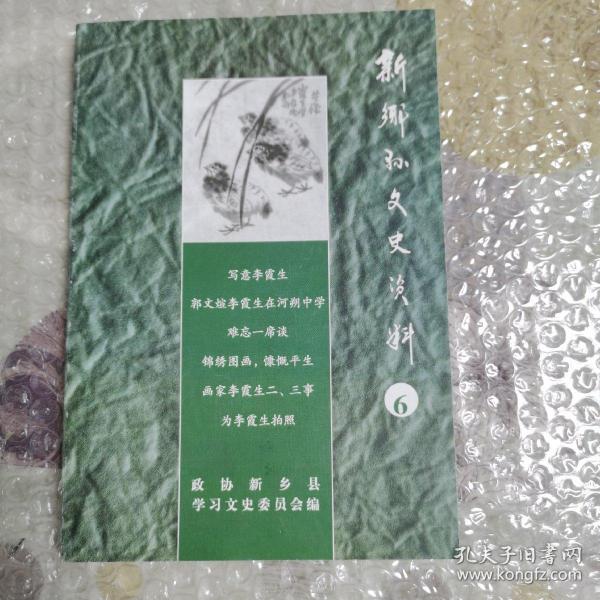 新乡县文史资料
6
写意李霞生
郭文煊李霞生在河朔中学
难忘一席谈
锦绣图画，慷慨平生
画家李霞生二、三事
为李霞生拍照
政协新乡县
学习文史委员会编
孔夫子旧书网
www.kongfz.com